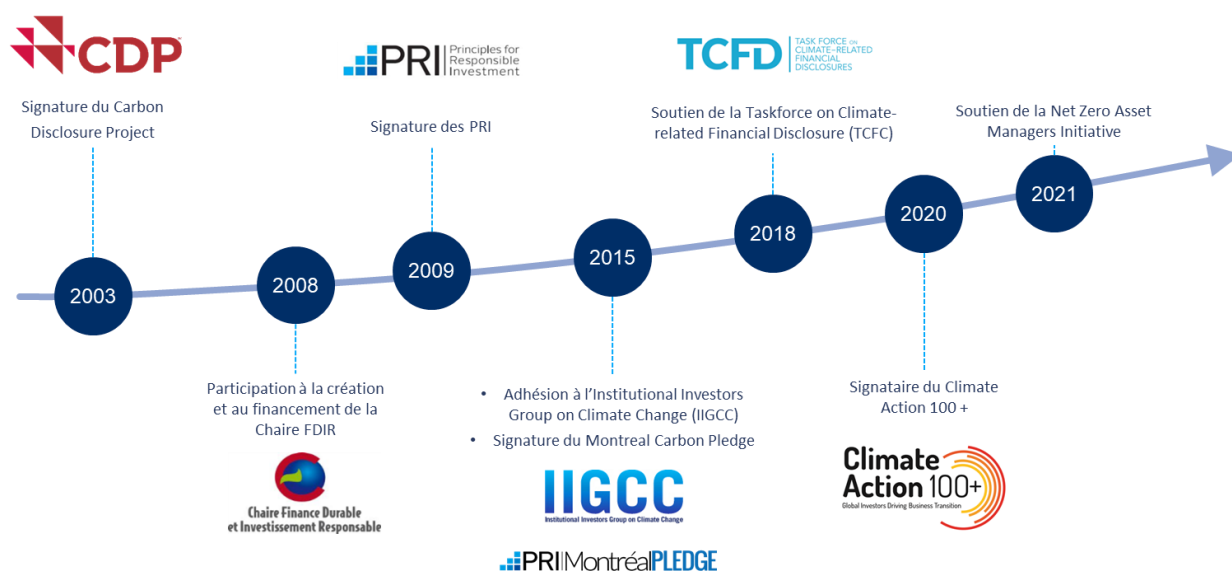 CDP
Signature du Carbon
Disclosure Project
PRI Principles for
Responsible
Investment
Signature des PRI
TCFD TASK FORCE ON
CLIMATE-RELATED
FINANCIAL
DISCLOSURES
Soutien de la Taskforce on Climate-
related Financial Disclosure (TCFC)
Soutien de la Net Zero Asset
Managers Initiative
2003
2008
2009
2015
2018
2020
2021
Participation à la création
et au financement de la
Chaire FDIR
Chaire Finance Durable
et Investissement Responsable
• Adhésion à l’Institutional Investors
Group on Climate Change (IIGCC)
• Signature du Montreal Carbon Pledge
IIGCC
Institutional Investors Group on Climate Change
PRI MontréalPLEDGE
Signataire du Climate
Action 100 +
Climate
Action 100+
Global Investors Driving Business Transition